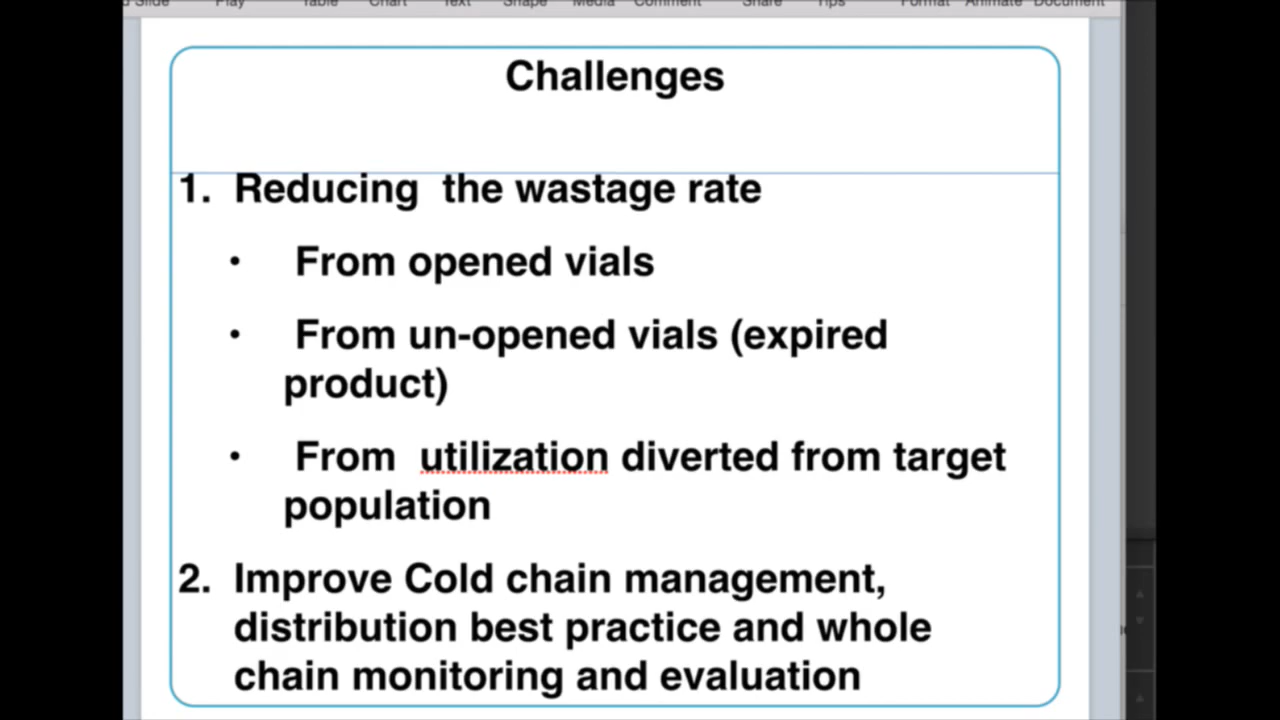 Slide Play Table Chart Text Shape Media Comment Share Tips Format Animate Document
Challenges
1. Reducing the wastage rate
• From opened vials
• From un-opened vials (expired
product)
• From utilization diverted from target
population
2. Improve Cold chain management,
distribution best practice and whole
chain monitoring and evaluation